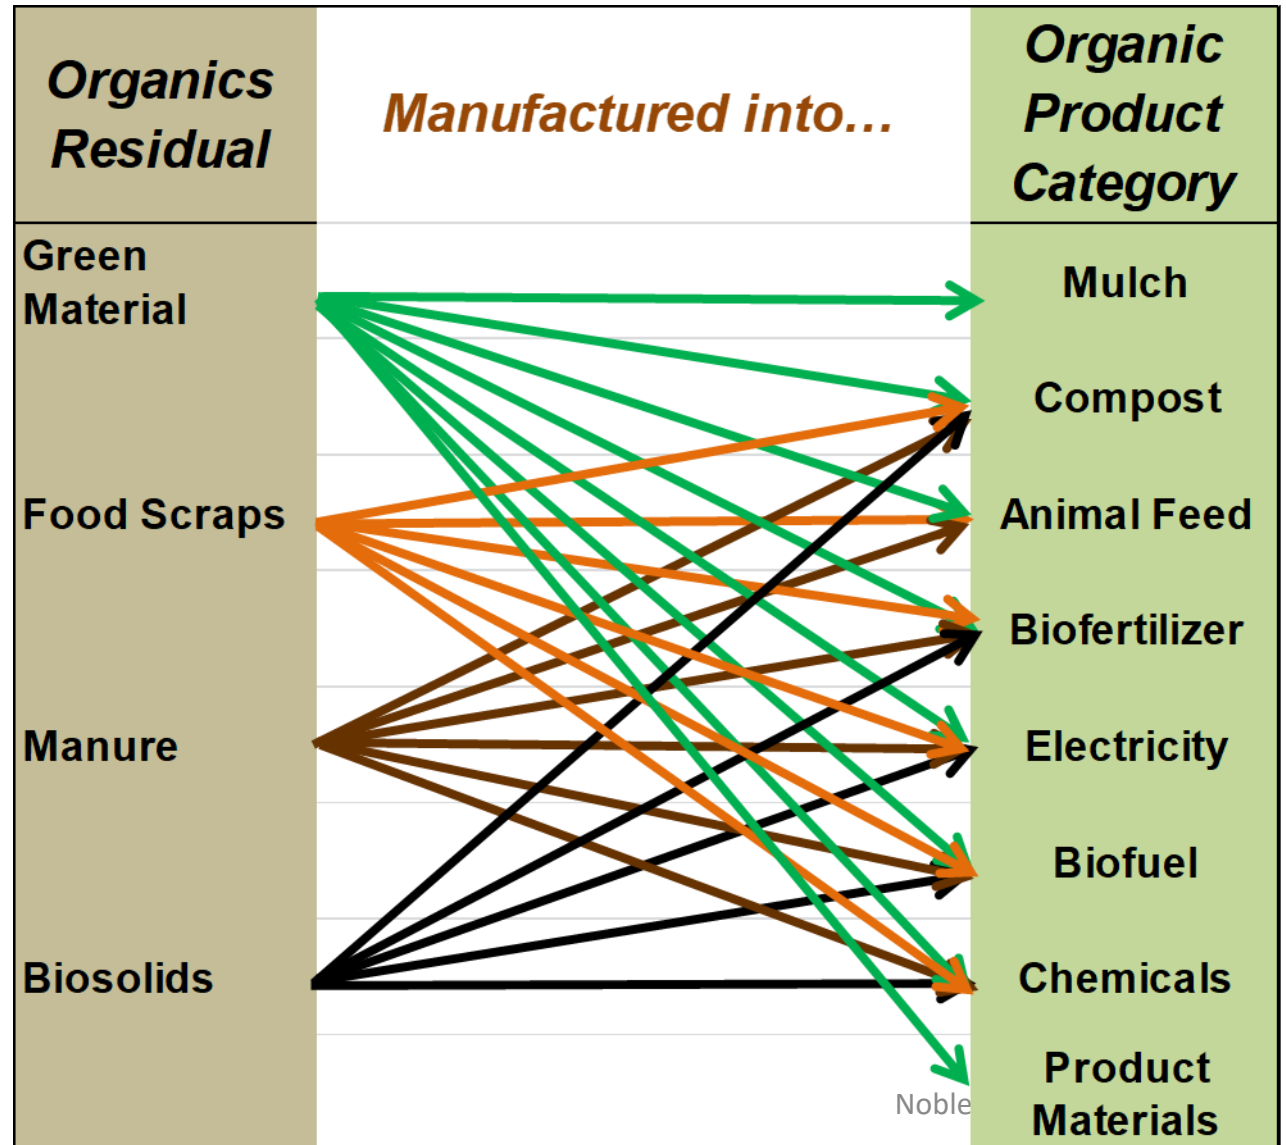 Organics
Residual
Manufactured into…
Organic
Product
Category
Green
Material
Food Scraps
Manure
Biosolids
Mulch
Compost
Animal Feed
Biofertilizer
Electricity
Biofuel
Chemicals
Product
Materials
Noble